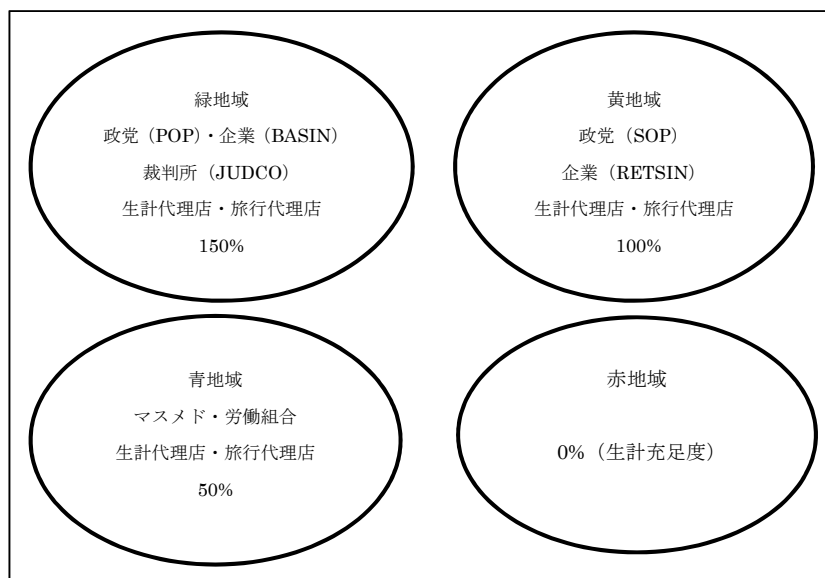 緑地域
政党（POP）・企業（BASIN）
裁判所（JUDCO）
生計代理店・旅行代理店
150%
黄地域
政党（SOP）
企業（RETSIN）
生計代理店・旅行代理店
100%
青地域
マスメド・労働組合
生計代理店・旅行代理店
50%
赤地域
0%（生計充足度）